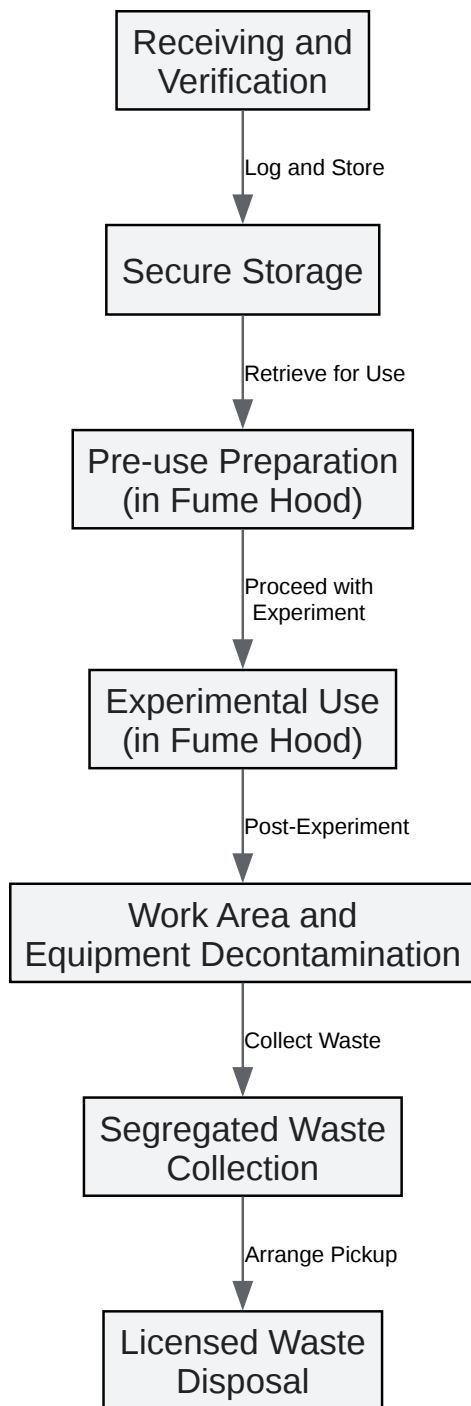 Receiving and
Verification
Log and Store
Secure Storage
Retrieve for Use
Pre-use Preparation
(in Fume Hood)
Proceed with
Experiment
Experimental Use
(in Fume Hood)
Post-Experiment
Work Area and
Equipment Decontamination
Collect Waste
Segregated Waste
Collection
Arrange Pickup
Licensed Waste
Disposal